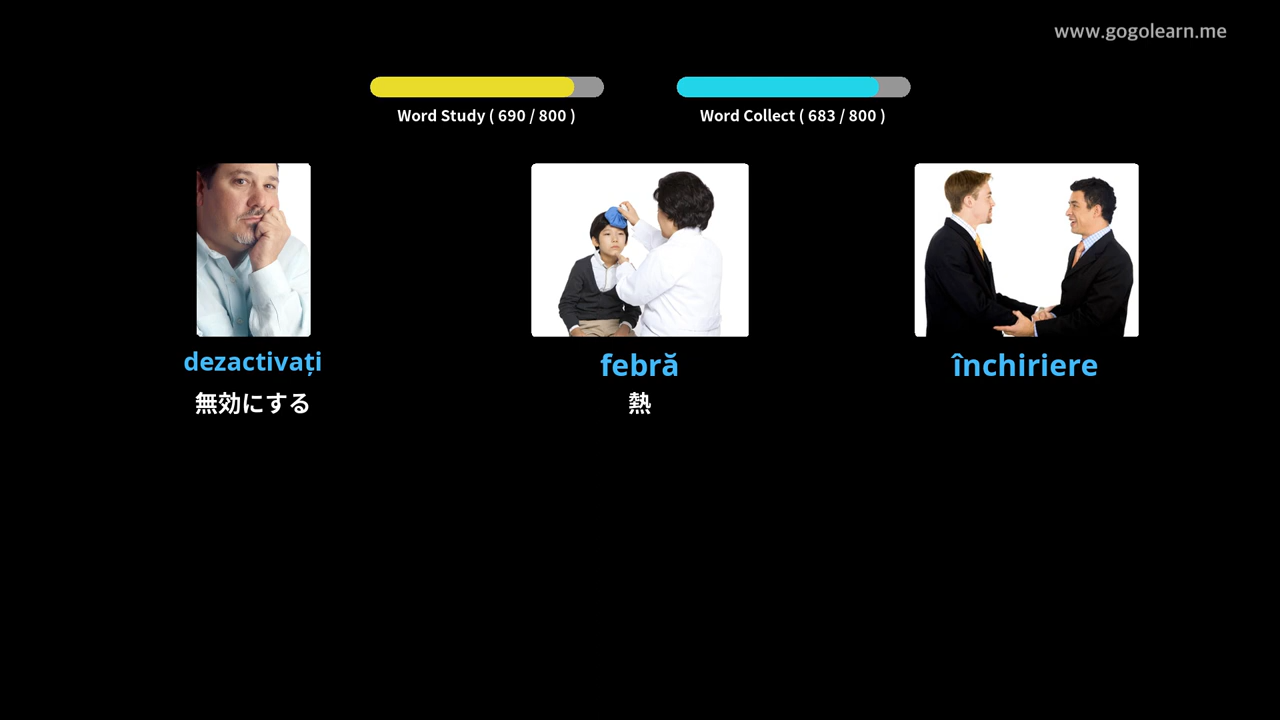 www.gogolearn.me
Word Study ( 690 / 800 )
Word Collect ( 683 / 800 )
dezactivați
febră
închiriere
無効にする
熱